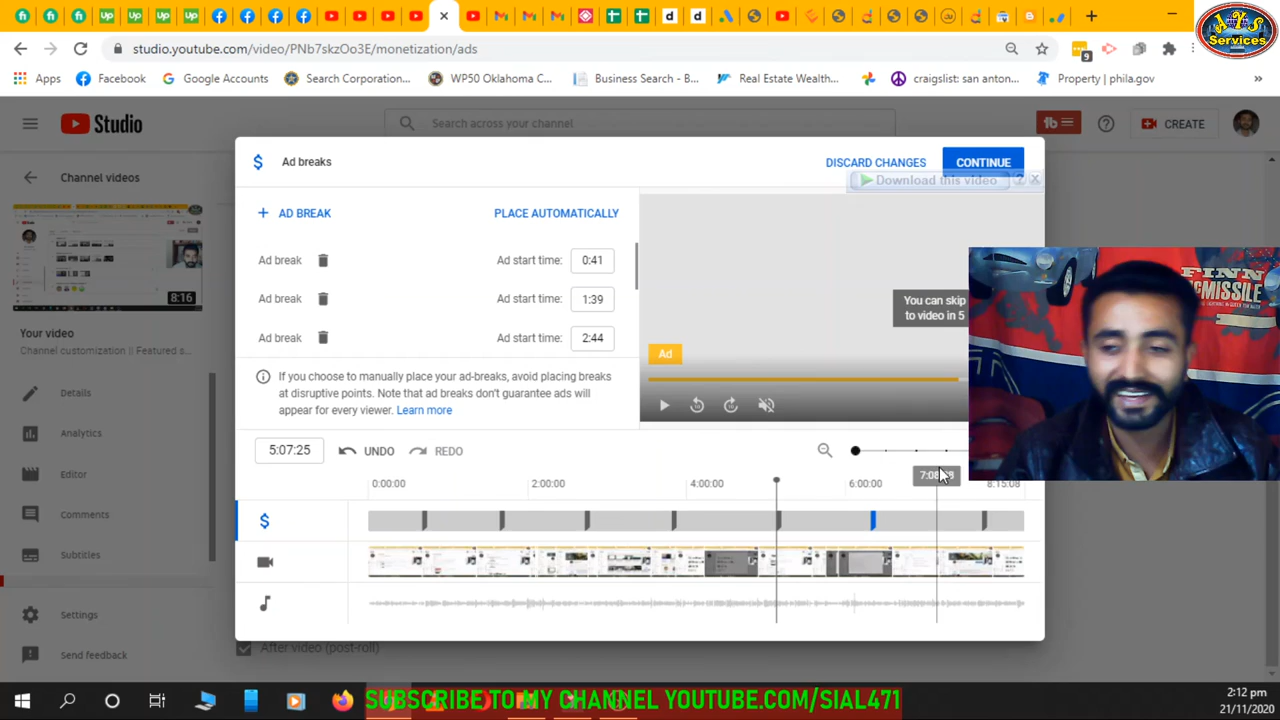 studio.youtube.com/video/PNb7skzOo3E/monetization/ads
9
AYS
Services
Apps
Facebook
Google Accounts
Search Corporation...
WP50 Oklahoma C...
Business Search - B...
Real Estate Wealth...
craigslist: san anton...
Property | phila.gov
»
Studio
Search across your channel
CREATE
Channel videos
Ad breaks
DISCARD CHANGES
CONTINUE
Download this video
+ AD BREAK
PLACE AUTOMATICALLY
Ad break
Ad start time:
0:41
Ad break
Ad start time:
1:39
Ad break
Ad start time:
2:44
8:16
Your video
Channel customization || Featured s...
You can skip
to video in 5
Ad
FINN
MCMISSILE
If you choose to manually place your ad-breaks, avoid placing breaks
at disruptive points. Note that ad breaks don't guarantee ads will
appear for every viewer. Learn more
Details
Analytics
Editor
Comments
Subtitles
Settings
Send feedback
5:07:25
UNDO
REDO
0:00:00
2:00:00
4:00:00
6:00:00
8:15:08
After video (post-roll)
SUBSCRIBE TO MY CHANNEL YOUTUBE.COM/SIAL471
2:12 pm
21/11/2020